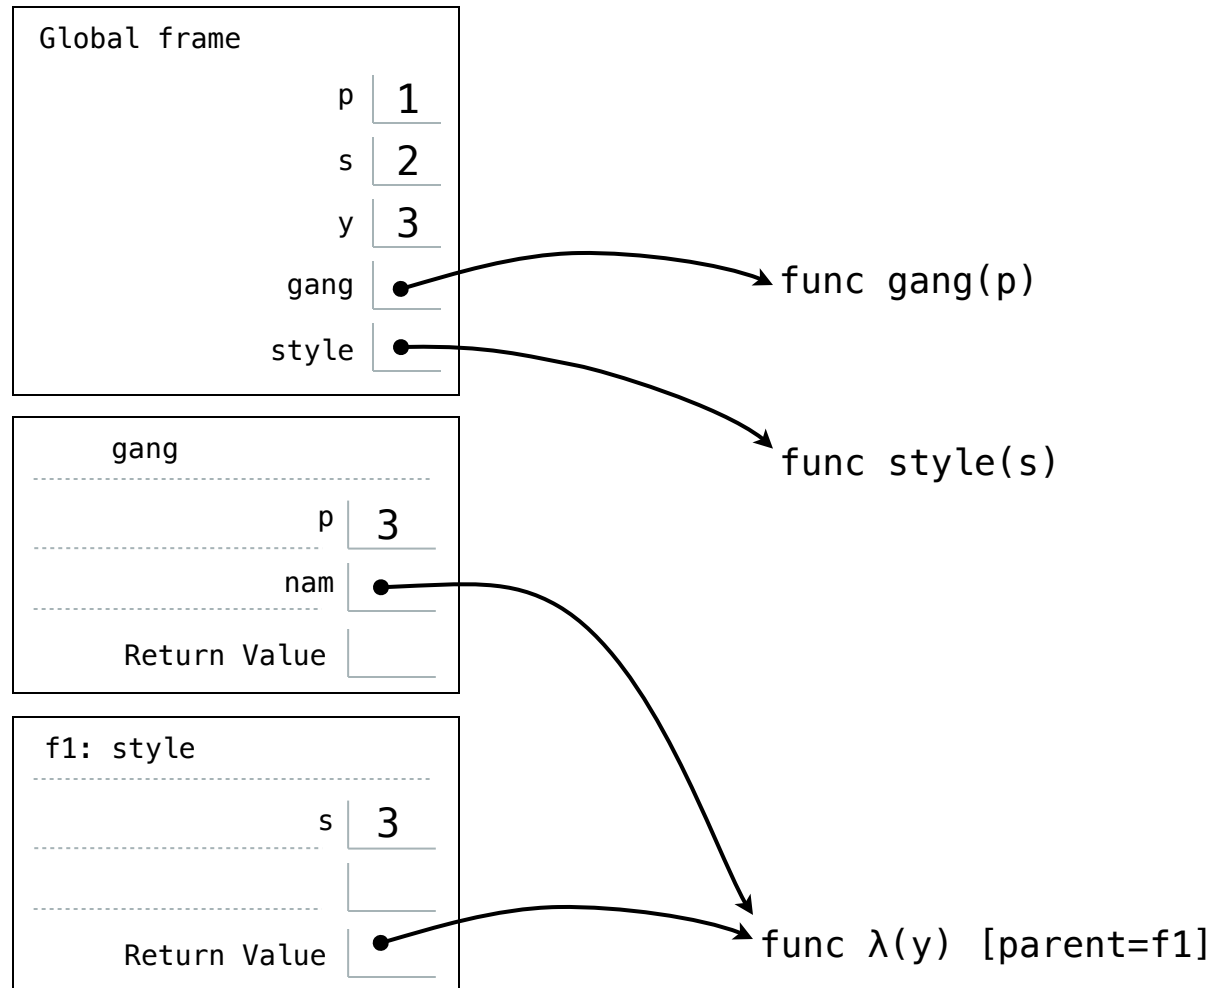 Global frame
p 1
s 2
y 3
gang
func gang(p)
style
func style(s)
gang
p 3
nam
Return Value
f1: style
s 3
Return Value
func λ(y) [parent=f1]